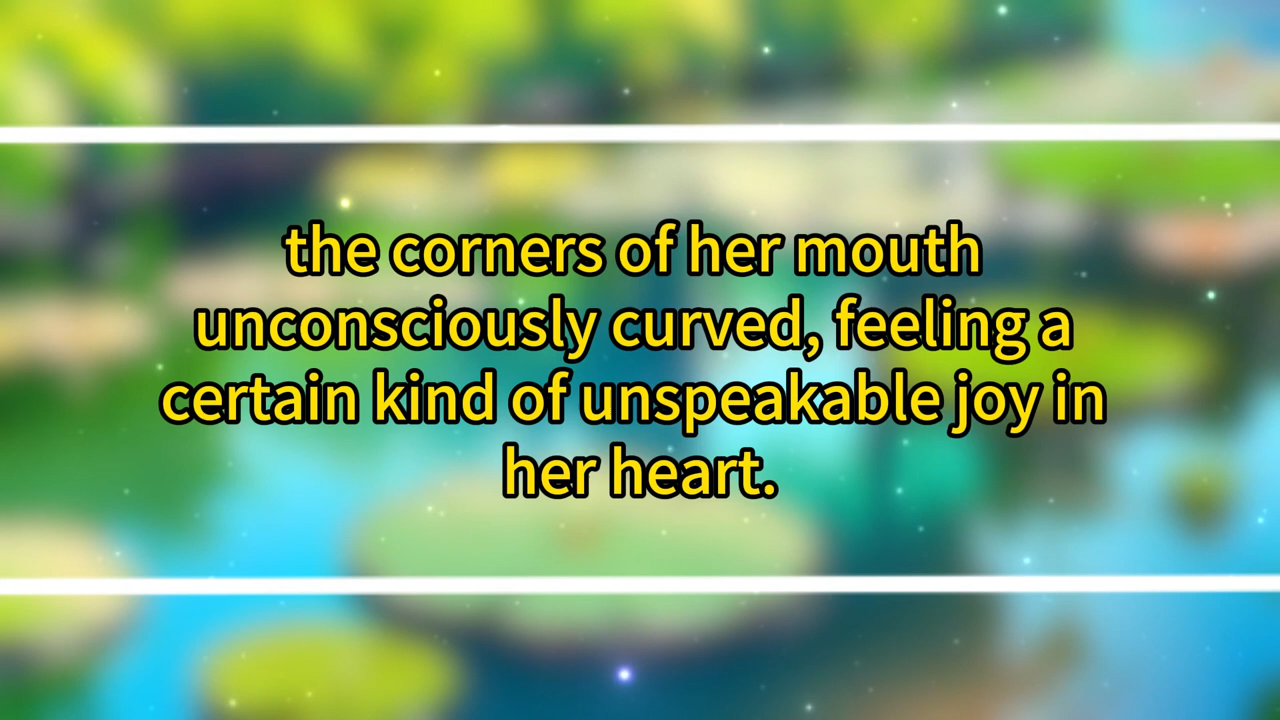 the corners of her mouth
unconsciously curved, feeling a
certain kind of unspeakable joy in
her heart.